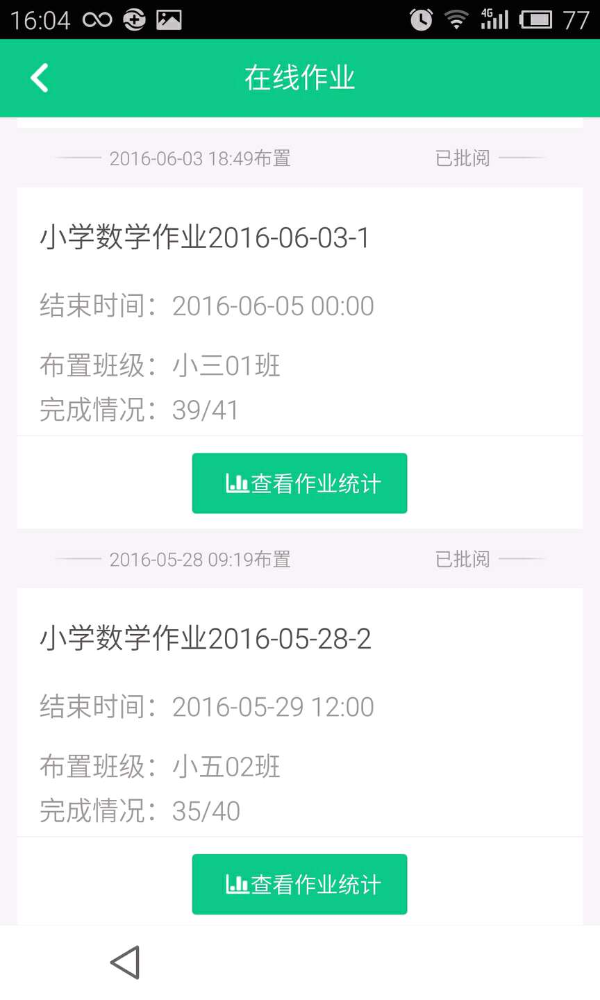 16:04 4G 77
在线作业
2016-06-03 18:49布置 已批阅
小学数学作业2016-06-03-1
结束时间：2016-06-05 00:00
布置班级：小三01班
完成情况：39/41
查看作业统计
2016-05-28 09:19布置 已批阅
小学数学作业2016-05-28-2
结束时间：2016-05-29 12:00
布置班级：小五02班
完成情况：35/40
查看作业统计